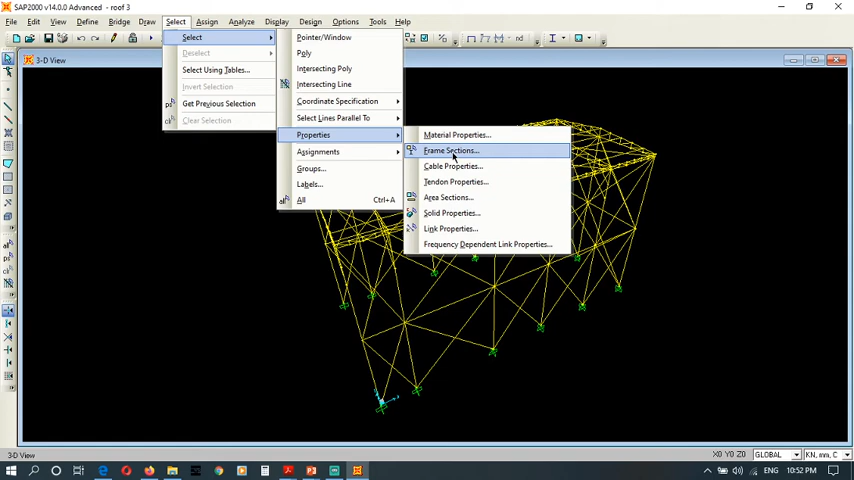 SAP2000 v14.0.0 Advanced - roof 3
File Edit View Define Bridge Draw Select Assign Analyze Display Design Options Tools Help
3-D View
Select
Deselect
Select Using Tables...
Invert Selection
Get Previous Selection
Clear Selection
Pointer/Window
Poly
Intersecting Poly
Intersecting Line
Coordinate Specification
Select Lines Parallel To
Properties
Assignments
Groups...
Labels...
All Ctrl+A
Material Properties...
Frame Sections...
Cable Properties...
Tendon Properties...
Area Sections...
Solid Properties...
Link Properties...
Frequency Dependent Link Properties...
3-D View
X0 Y0 Z0
GLOBAL
KN, mm, C
ENG
10:52 PM